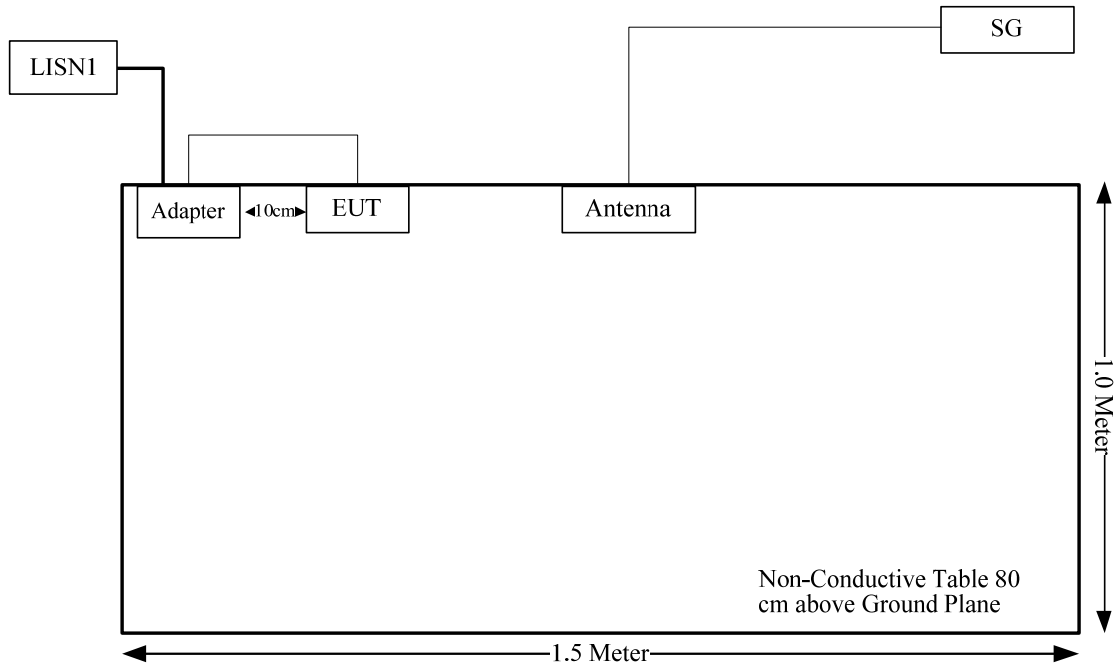 SG
LISN1
Adapter
10cm
EUT
Antenna
1.0 Meter
Non-Conductive Table 80
cm above Ground Plane
1.5 Meter